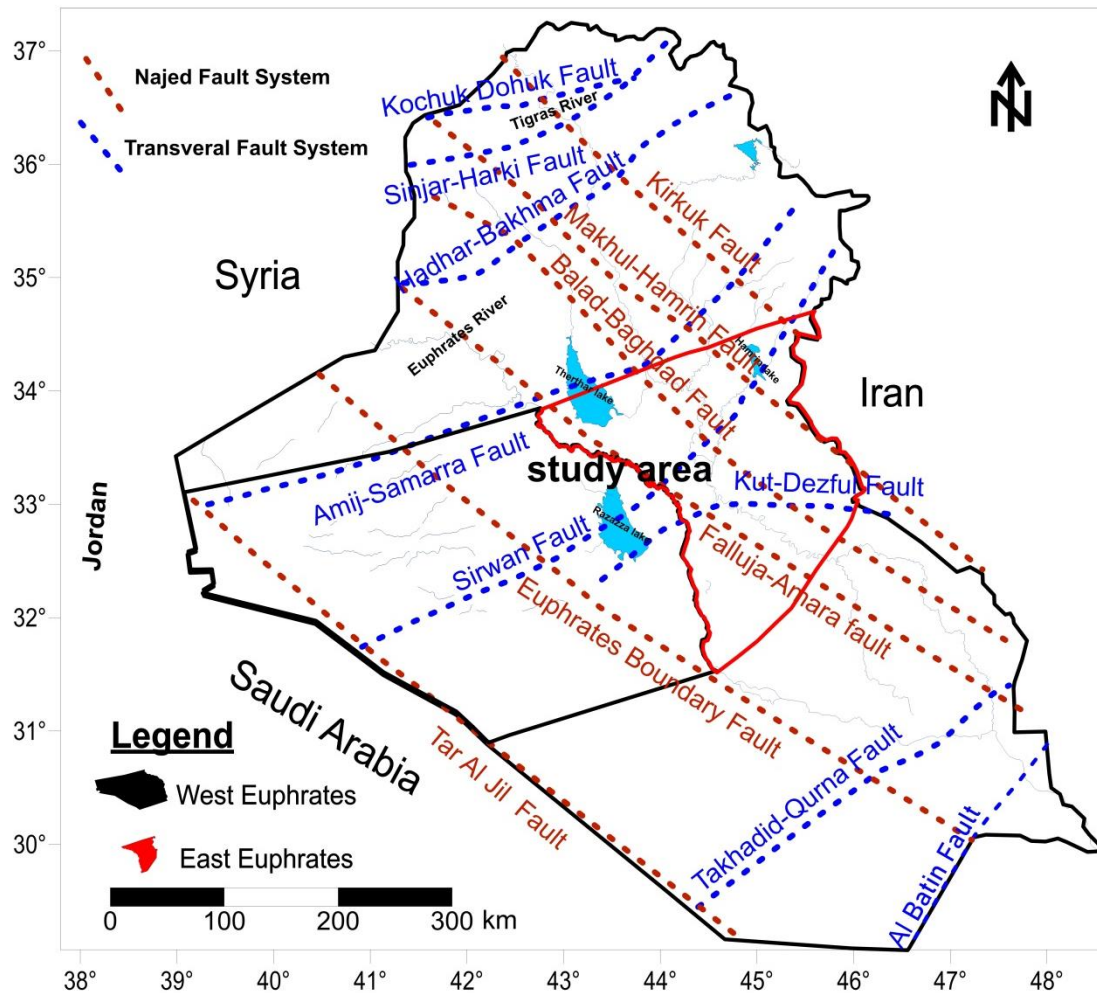 37°
36°
35°
34°
33°
32°
31°
30°
Najed Fault System
Transveral Fault System
N
Kochuk Dohuk Fault
Tigras River
Sinjar-Harki Fault
Hadhar-Bakhma Fault
Kirkuk Fault
Makhul-Hamrin Fault
Balad-Baghdad Fault
Syria
Euphrates River
Therthar lake
Hamrin lake
Iran
study area
Amij-Samarra Fault
Kut-Dezful Fault
Jordan
Razazza lake
Sirwan Fault
Falluja-Amara fault
Euphrates Boundary Fault
Saudi Arabia
Tar Al Jil Fault
Takhadid-Qurna Fault
Al Batin Fault
Legend
West Euphrates
East Euphrates
0 100 200 300 km
38° 39° 40° 41° 42° 43° 44° 45° 46° 47° 48°